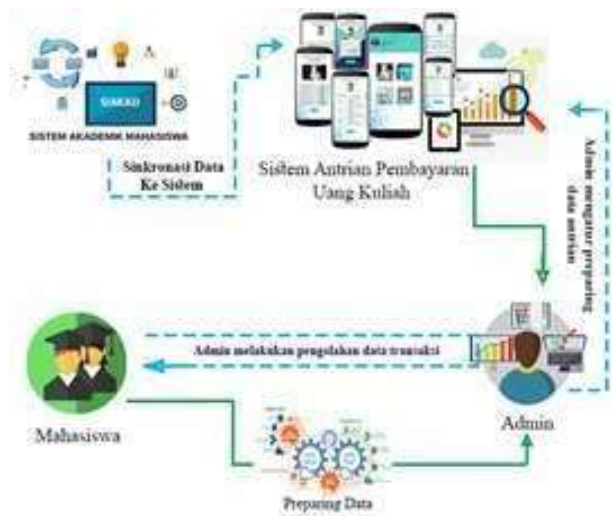 SIAKAD
SISTEM AKADEMIK MAHASISWA
Sinkronasi Data
Ke Sistem
Sistem Antrian Pembayaran
Uang Kuliah
Admin mengatur preparing
data antrian
Admin melakukan pengolahan data transaksi
Mahasiswa
Admin
Preparing Data